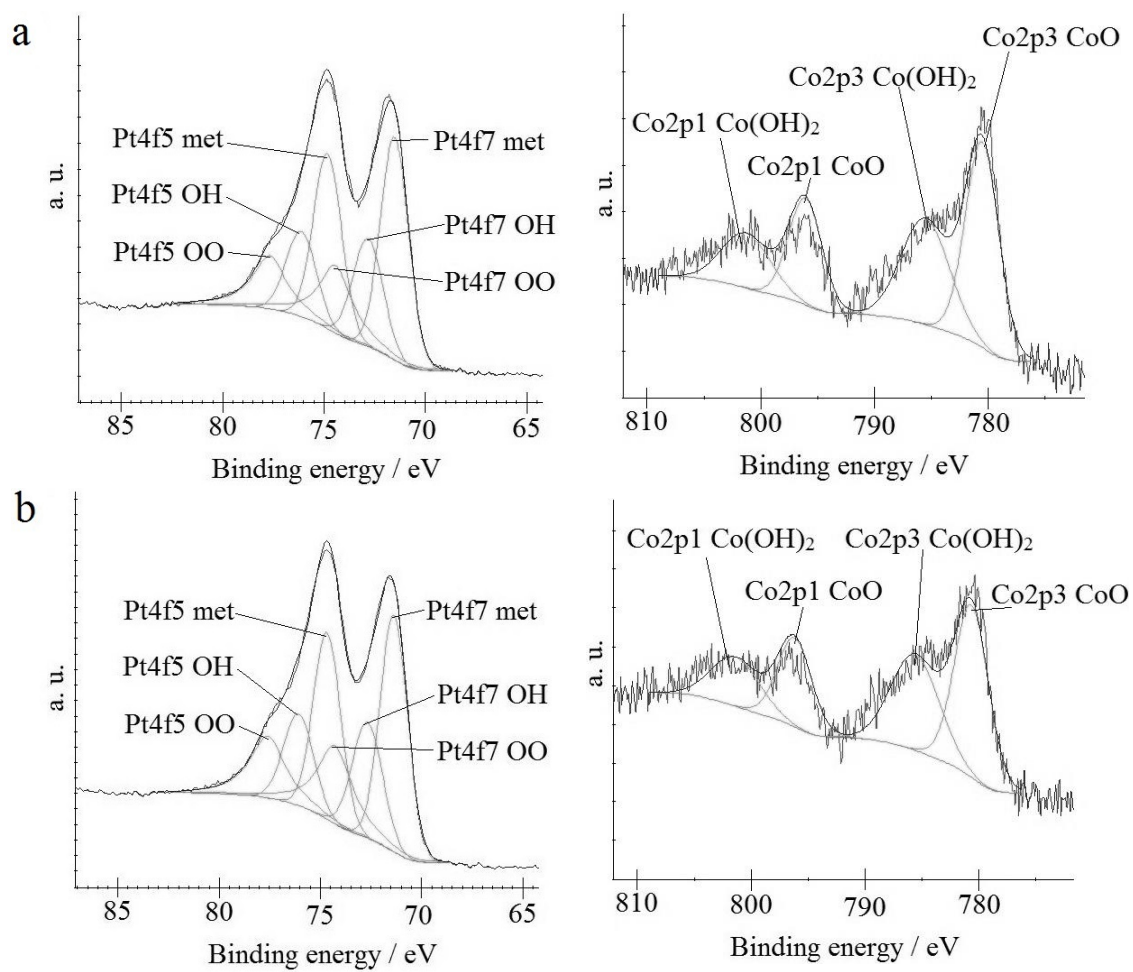 a
Pt4f5 met
Pt4f5 OH
Pt4f5 OO
Pt4f7 met
Pt4f7 OH
Pt4f7 OO
a. u.
85 80 75 70 65
Binding energy / eV
Co2p3 CoO
Co2p3 Co(OH)₂
Co2p1 Co(OH)₂
Co2p1 CoO
a. u.
810 800 790 780
Binding energy / eV
b
Pt4f5 met
Pt4f5 OH
Pt4f5 OO
Pt4f7 met
Pt4f7 OH
Pt4f7 OO
a. u.
85 80 75 70 65
Binding energy / eV
Co2p1 Co(OH)₂ Co2p3 Co(OH)₂
Co2p1 CoO
Co2p3 CoO
a. u.
810 800 790 780
Binding energy / eV